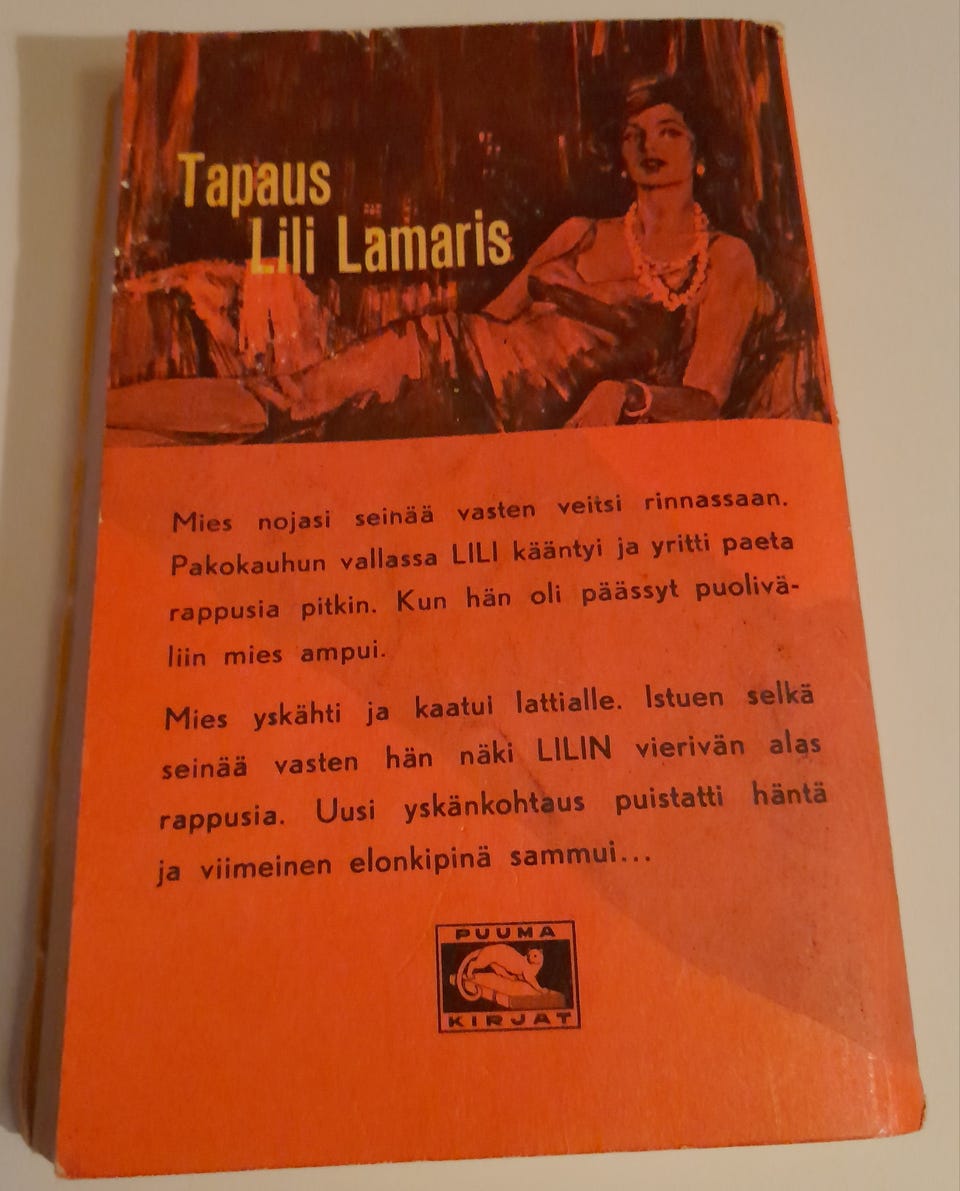 Tapaus
Lili Lamaris
Mies nojasi seinää vasten veitsi rinnassaan.
Pakokauhun vallassa LILI kääntyi ja yritti paeta
rappusia pitkin. Kun hän oli päässyt puolivä-
liin mies ampui.
Mies yskähti ja kaatui lattialle. Istuen selkä
seinää vasten hän näki LILIN vierivän alas
rappusia. Uusi yskänkohtaus puistatti häntä
ja viimeinen elonkipinä sammui...
PUUMA
KIRJAT